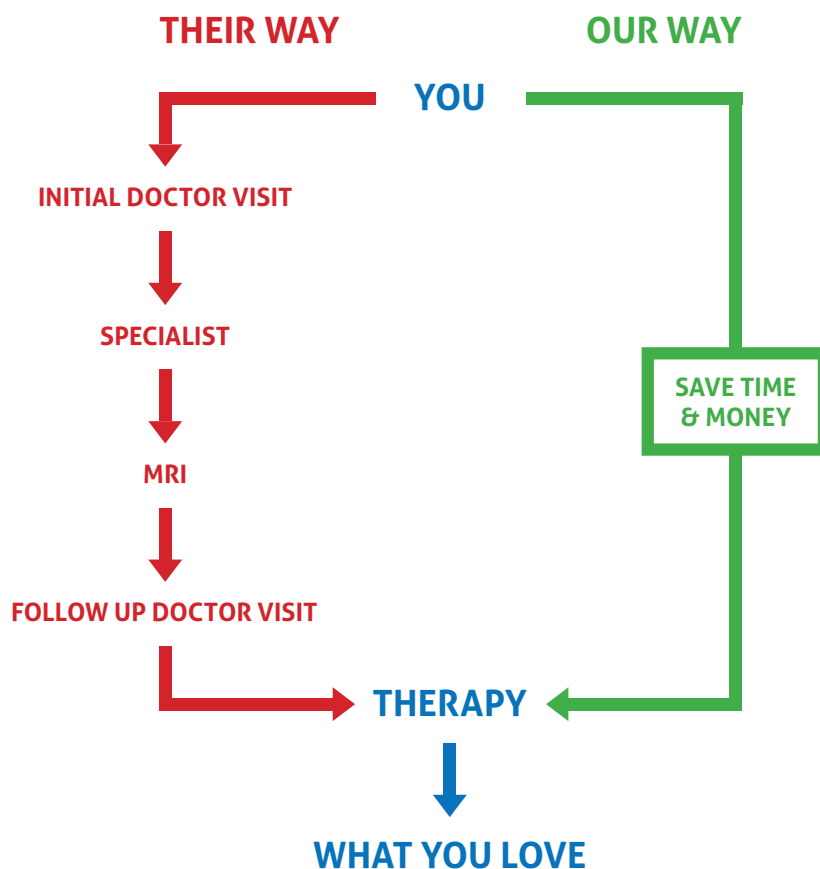 THEIR WAY
OUR WAY
YOU
INITIAL DOCTOR VISIT
SPECIALIST
SAVE TIME
& MONEY
MRI
FOLLOW UP DOCTOR VISIT
THERAPY
WHAT YOU LOVE